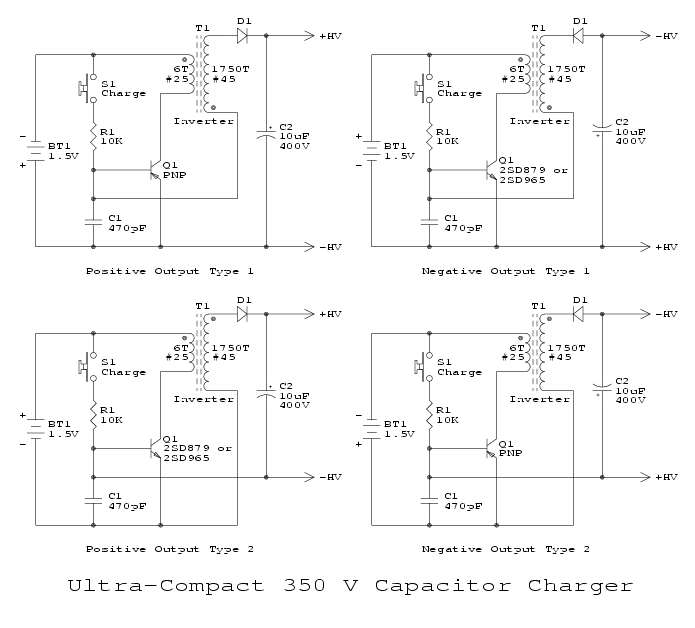 T1
D1
+HV
6T
#25
1750T
#45
S1
Charge
Inverter
R1
10K
C2
10uF
400V
-
BT1
1.5V
+
Q1
PNP
C1
470pF
-HV
Positive Output Type 1
T1
D1
-HV
6T
#25
1750T
#45
S1
Charge
Inverter
R1
10K
C2
10uF
400V
+
BT1
1.5V
-
Q1
2SD879 or
2SD965
C1
470pF
+HV
Negative Output Type 1
T1
D1
+HV
6T
#25
1750T
#45
S1
Charge
Inverter
R1
10K
C2
10uF
400V
+
BT1
1.5V
-
Q1
2SD879 or
2SD965
C1
470pF
-HV
Positive Output Type 2
T1
D1
-HV
6T
#25
1750T
#45
S1
Charge
Inverter
R1
10K
C2
10uF
400V
-
BT1
1.5V
+
Q1
PNP
C1
470pF
+HV
Negative Output Type 2
Ultra-Compact 350 V Capacitor Charger